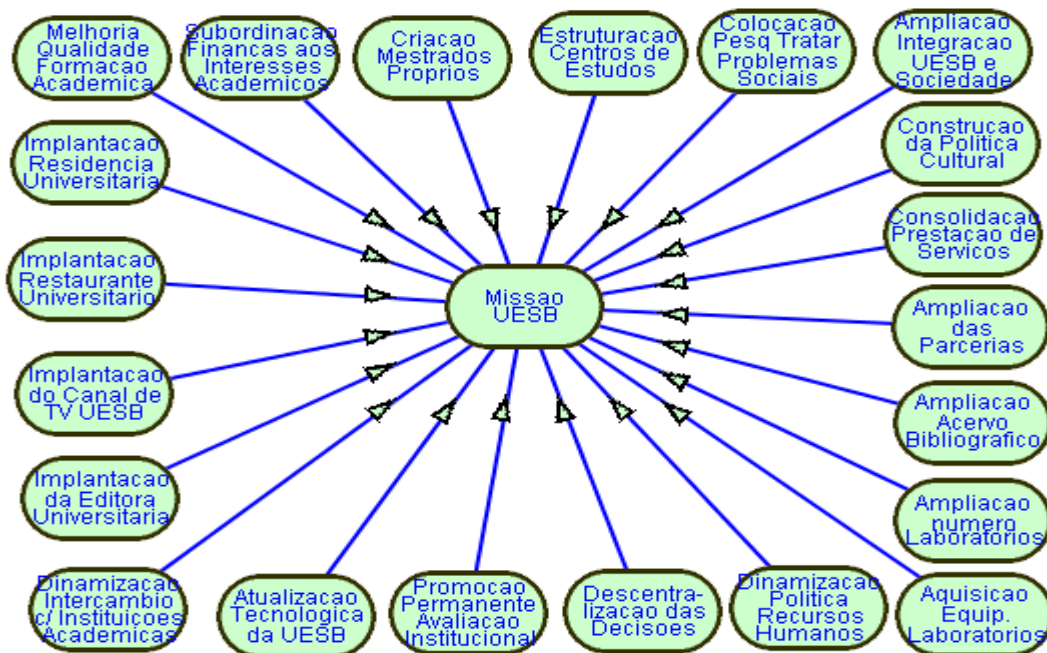 Melhoria
Qualidade
Formacao
Academica
Subordinacao
Financas aos
Interesses
Academicos
Criacao
Mestrados
Proprios
Estruturacao
Centros de
Estudos
Colocacao
Pesq Tratar
Problemas
Sociais
Ampliacao
Integracao
UESB e
Sociedade
Implantacao
Residencia
Universitaria
Construcao
da Politica
Cultural
Consolidacao
Prestacao de
Servicos
Implantacao
Restaurante
Universitario
Missao
UESB
Ampliacao
das
Parcerias
Implantacao
do Canal de
TV UESB
Ampliacao
Acervo
Bibliografico
Implantacao
da Editora
Universitaria
Ampliacao
numero
Laboratorios
Dinamizacao
Intercambio
c/ Instituicoes
Academicas
Atualizacao
Tecnologica
da UESB
Promocao
Permanente
Avaliacao
Institucional
Descentra-
lizacao das
Decisoes
Dinamizacao
Politica
Recursos
Humanos
Aquisicao
Equip.
Laboratorios